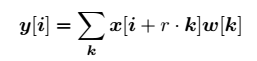 y[i] = ∑ₖ x[i + r · k]w[k]